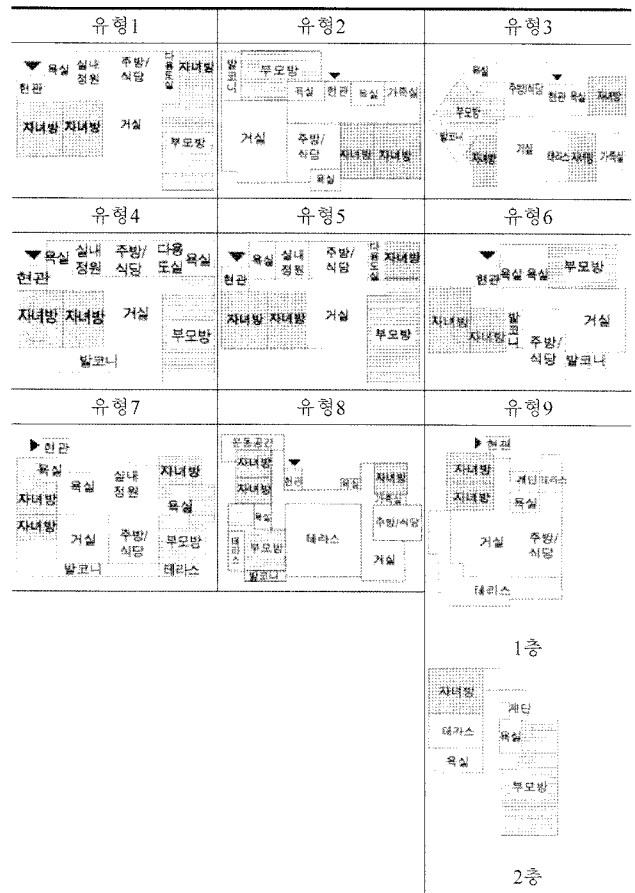 유형1 유형2 유형3
욕실 실내 정원 주방/ 식당 다용도실 자녀방
현관
자녀방 자녀방 거실 부모방
발코니 부모방
욕실 현관 욕실 가족실
거실 주방/ 식당 자녀방 자녀방
욕실
욕실 주방/식당 현관 욕실 자녀방
부모방
발코니 자녀방 거실 테라스 자녀방 가족실
유형4 유형5 유형6
욕실 실내 정원 주방/ 식당 다용 도실 욕실
현관
자녀방 자녀방 거실 부모방
발코니
욕실 실내 정원 주방/ 식당 다용도실 자녀방
현관
자녀방 자녀방 거실 부모방
현관 욕실 욕실 부모방
자녀방 자녀방 발코니 주방/ 식당 거실
발코니
유형7 유형8 유형9
현관
욕실 욕실 실내 정원 자녀방
자녀방 욕실
자녀방 거실 주방/ 식당 부모방
발코니 테라스
운동공간
자녀방 현관 욕실 자녀방
자녀방
욕실 테라스 주방/식당
테라스 부모방 거실
발코니
현관
자녀방 계단 테라스
자녀방 욕실
거실 주방/ 식당
테라스
1층
자녀방 계단
테라스 욕실
욕실
부모방
2층